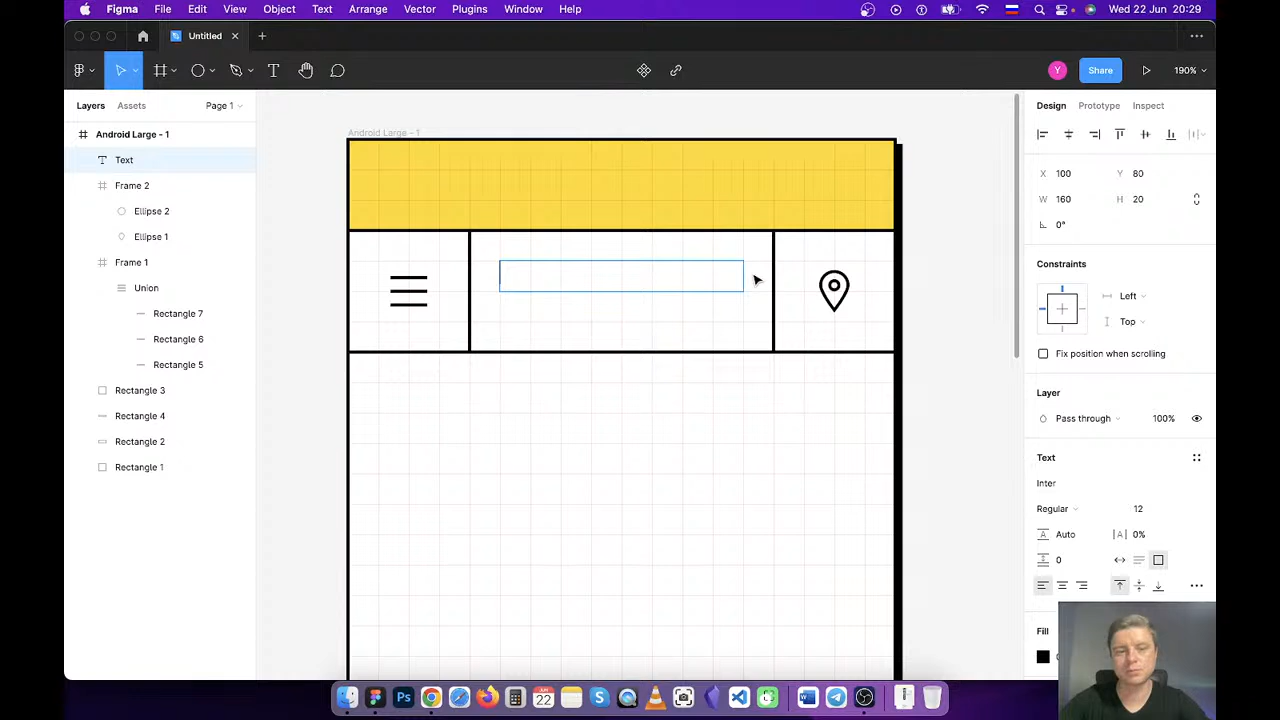 Figma File Edit View Object Text Arrange Vector Plugins Window Help Wed 22 Jun 20:29
Untitled
Share 190%
Y
Layers Assets Page 1
Design Prototype Inspect
Android Large - 1
Android Large - 1
Text
Frame 2
Ellipse 2
Ellipse 1
Frame 1
Union
Rectangle 7
Rectangle 6
Rectangle 5
Rectangle 3
Rectangle 4
Rectangle 2
Rectangle 1
X 100 Y 80
W 160 H 20
0°
Constraints
Left
Top
Fix position when scrolling
Layer
Pass through 100%
Text
Inter
Regular 12
Auto |A| 0%
0
Fill
JUN
22